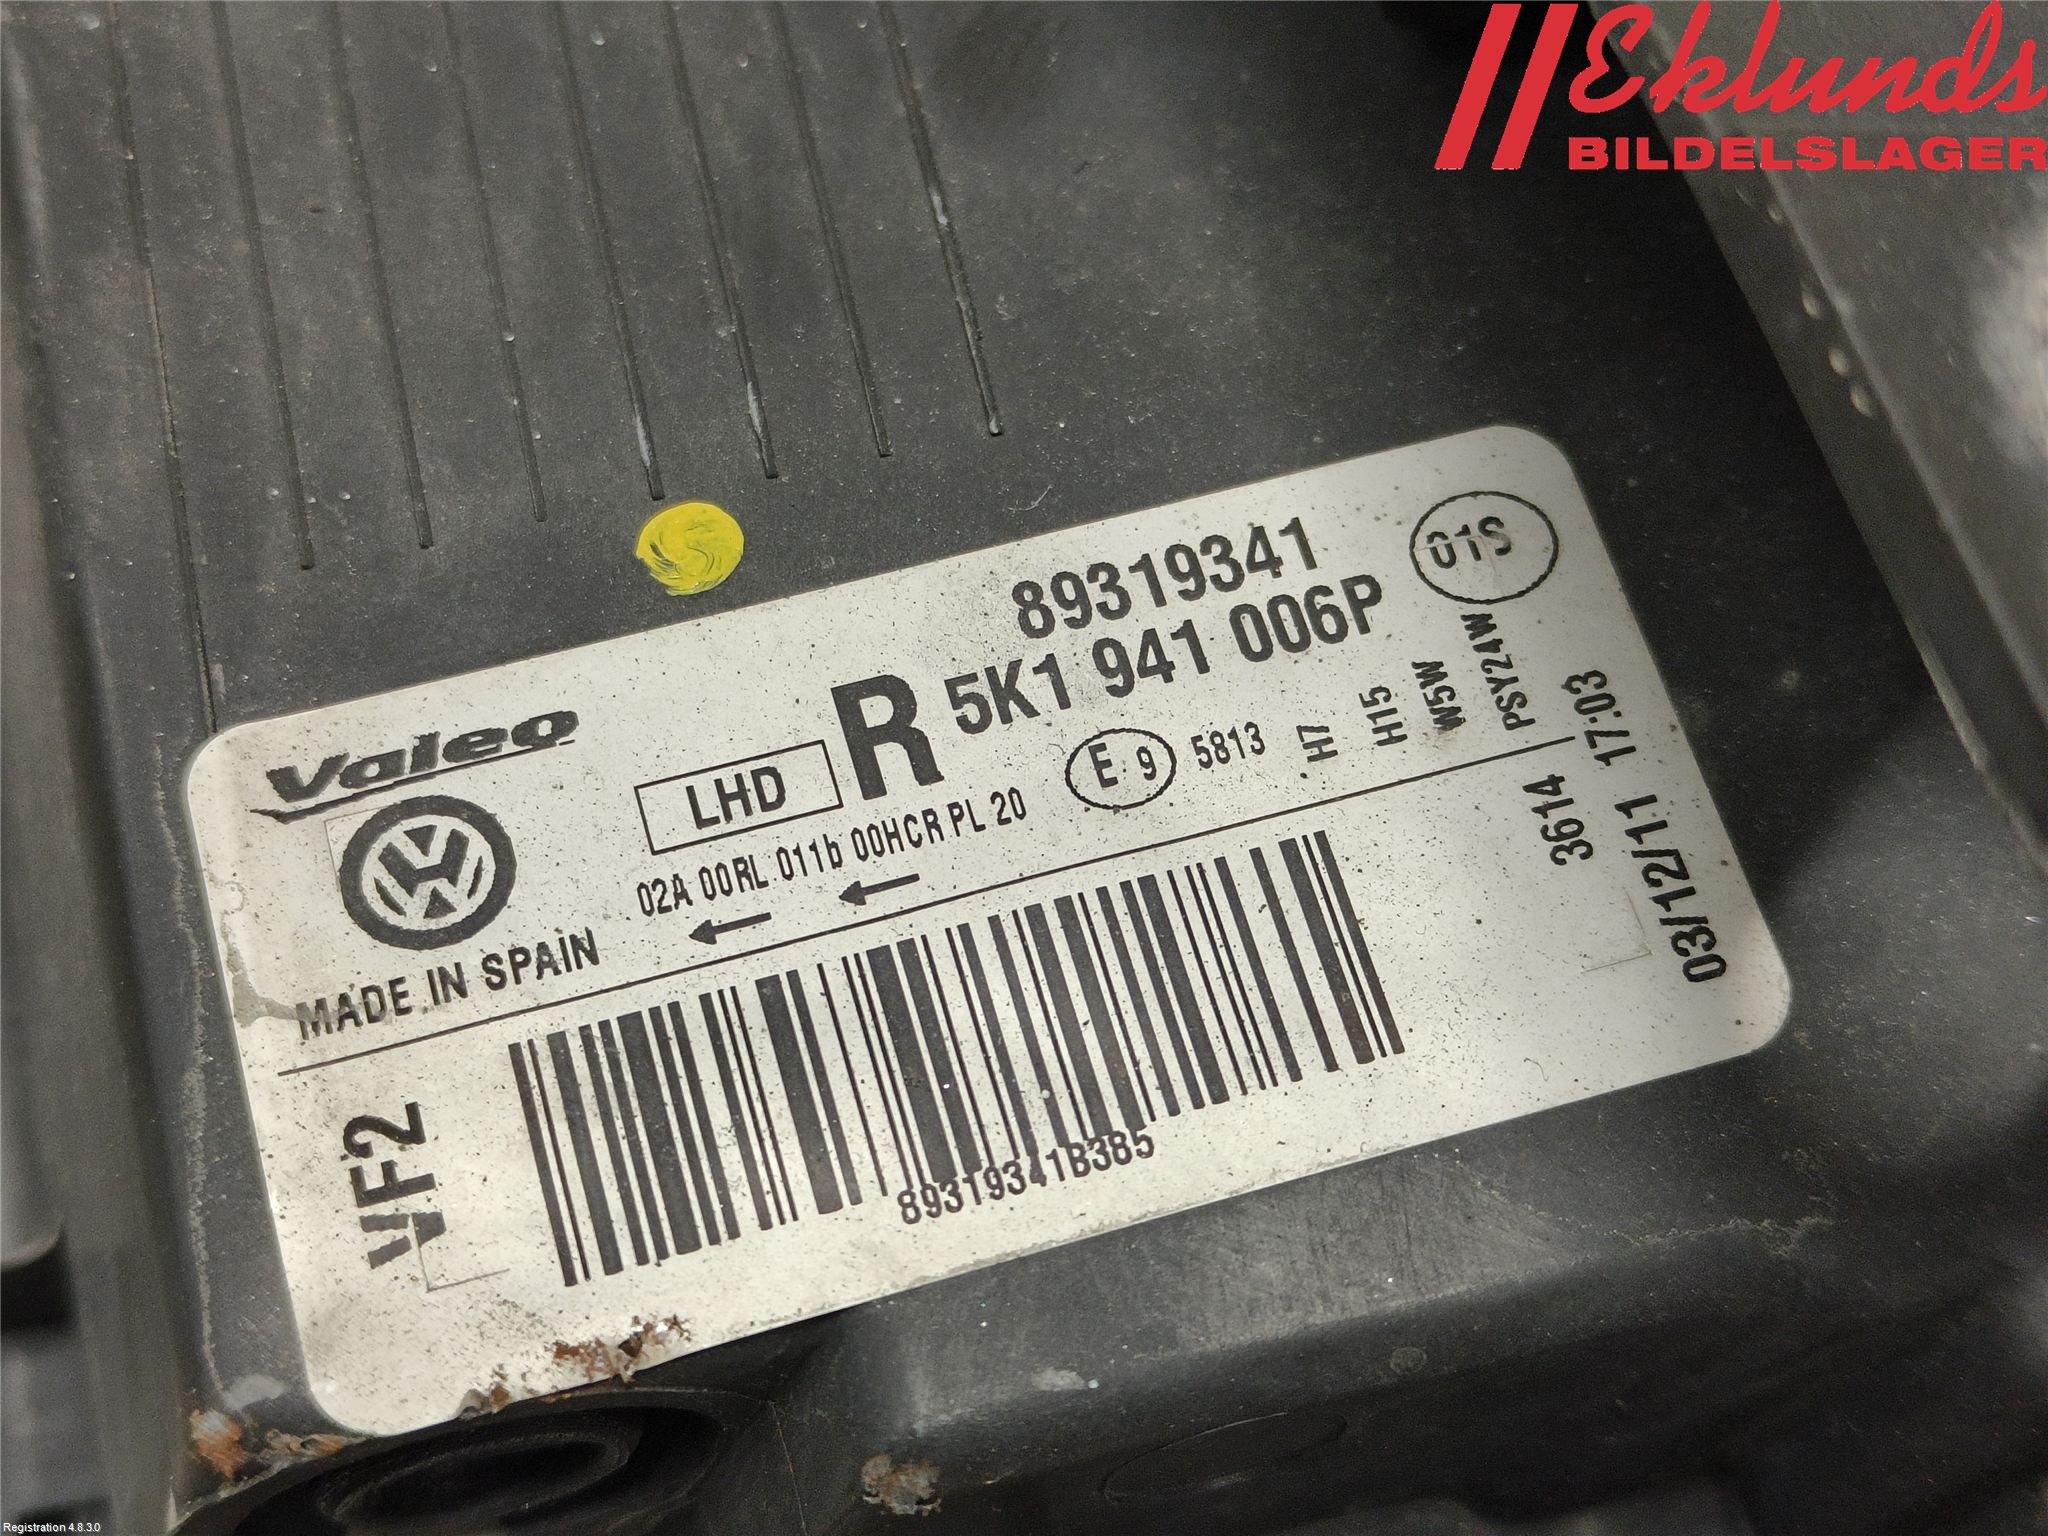 Eklunds
BILDELSLAGER
Valeo
MADE IN SPAIN
LHD
R
89319341
5K1 941 006P
01S
02A 00RL 011b 00HCR PL 20
E 9
5813
H7
H15
W5W
PSY24W
3614
03/12/11 17:03
VF2
89319341B385
Registration 4.8.3.0